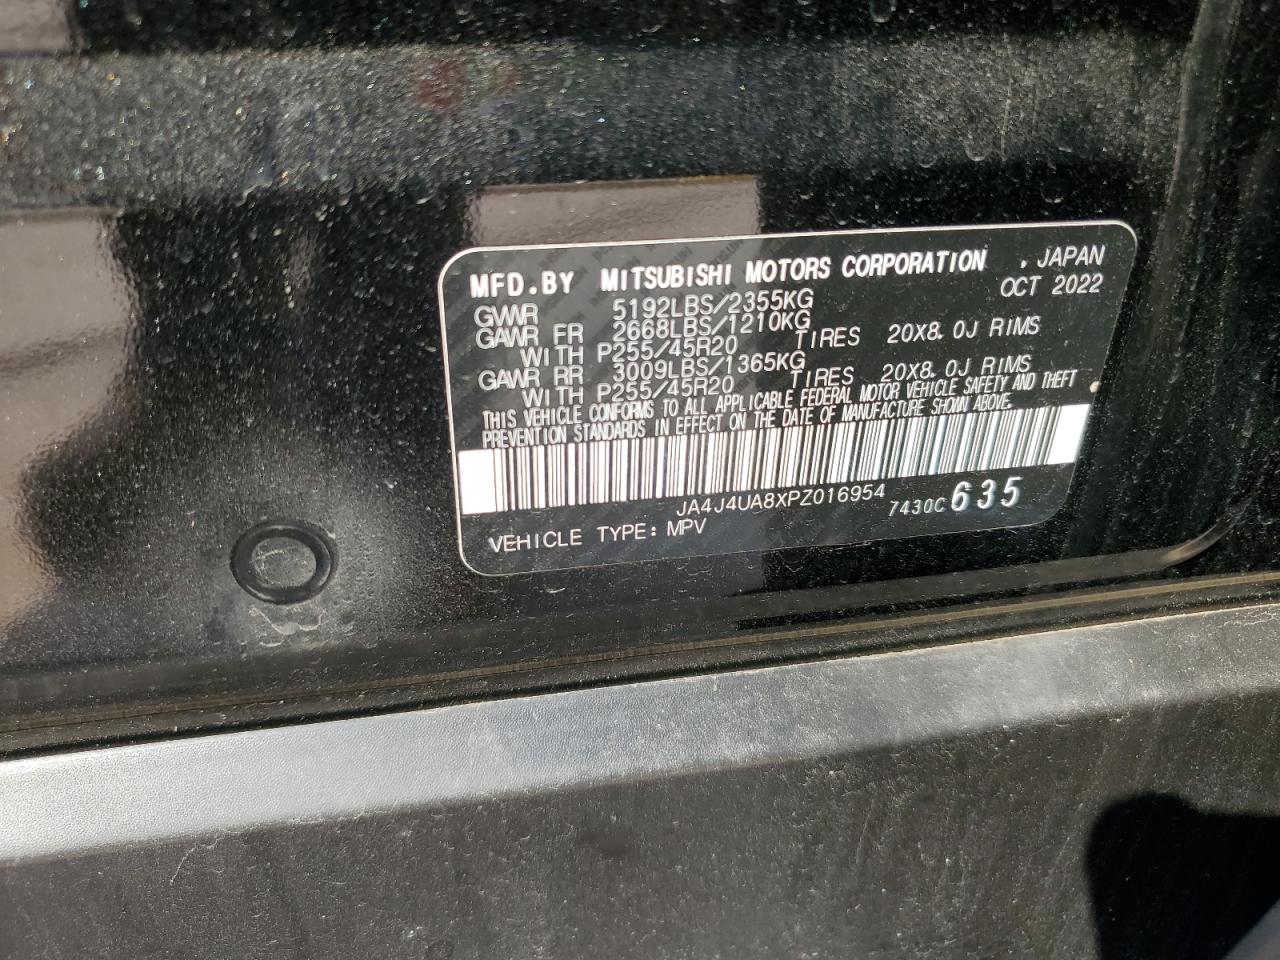 MFD.BY MITSUBISHI MOTORS CORPORATION , JAPAN
OCT 2022
GVWR 5192LBS/2355KG
GAWR FR 2668LBS/1210KG
WITH P255/45R20 TIRES 20X8.0J RIMS
GAWR RR 3009LBS/1365KG
WITH P255/45R20 TIRES 20X8.0J RIMS
THIS VEHICLE CONFORMS TO ALL APPLICABLE FEDERAL MOTOR VEHICLE SAFETY AND THEFT
PREVENTION STANDARDS IN EFFECT ON THE DATE OF MANUFACTURE SHOWN ABOVE.
JA4J4UA8XPZ016954 7430C 635
VEHICLE TYPE: MPV